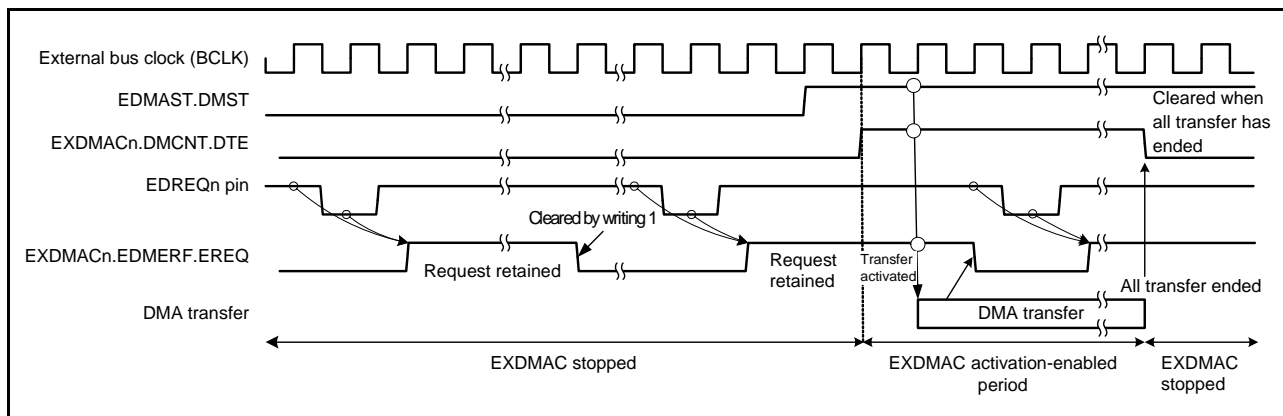 External bus clock (BCLK)
EDMAST.DMST
Cleared when
all transfer has
ended
EXDMACn.DMCNT.DTE
EDREQn pin
Cleared by writing 1
EXDMACn.EDMERF.EREQ
Request retained
Request
retained
Transfer
activated
All transfer ended
DMA transfer
DMA transfer
EXDMAC stopped
EXDMAC activation-enabled
period
EXDMAC
stopped